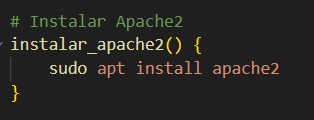 # Instalar Apache2
instalar_apache2() {
    sudo apt install apache2
}